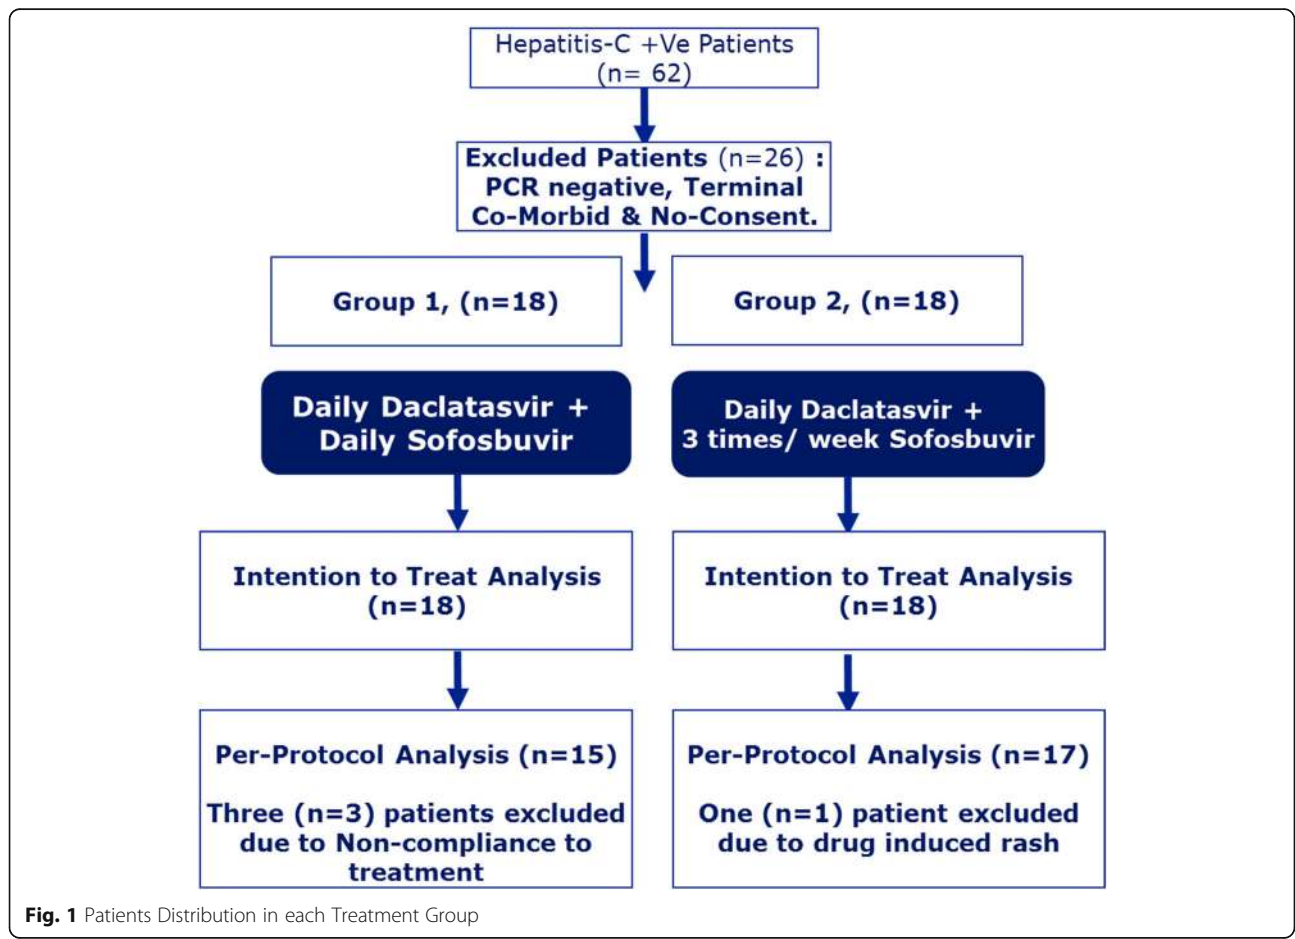 Hepatitis-C +Ve Patients
(n= 62)
Excluded Patients (n=26) :
PCR negative, Terminal
Co-Morbid & No-Consent.
Group 1, (n=18)
Group 2, (n=18)
Daily Daclatasvir +
Daily Sofosbuvir
Daily Daclatasvir +
3 times/ week Sofosbuvir
Intention to Treat Analysis
(n=18)
Intention to Treat Analysis
(n=18)
Per-Protocol Analysis (n=15)
Three (n=3) patients excluded
due to Non-compliance to
treatment
Per-Protocol Analysis (n=17)
One (n=1) patient excluded
due to drug induced rash
Fig. 1 Patients Distribution in each Treatment Group